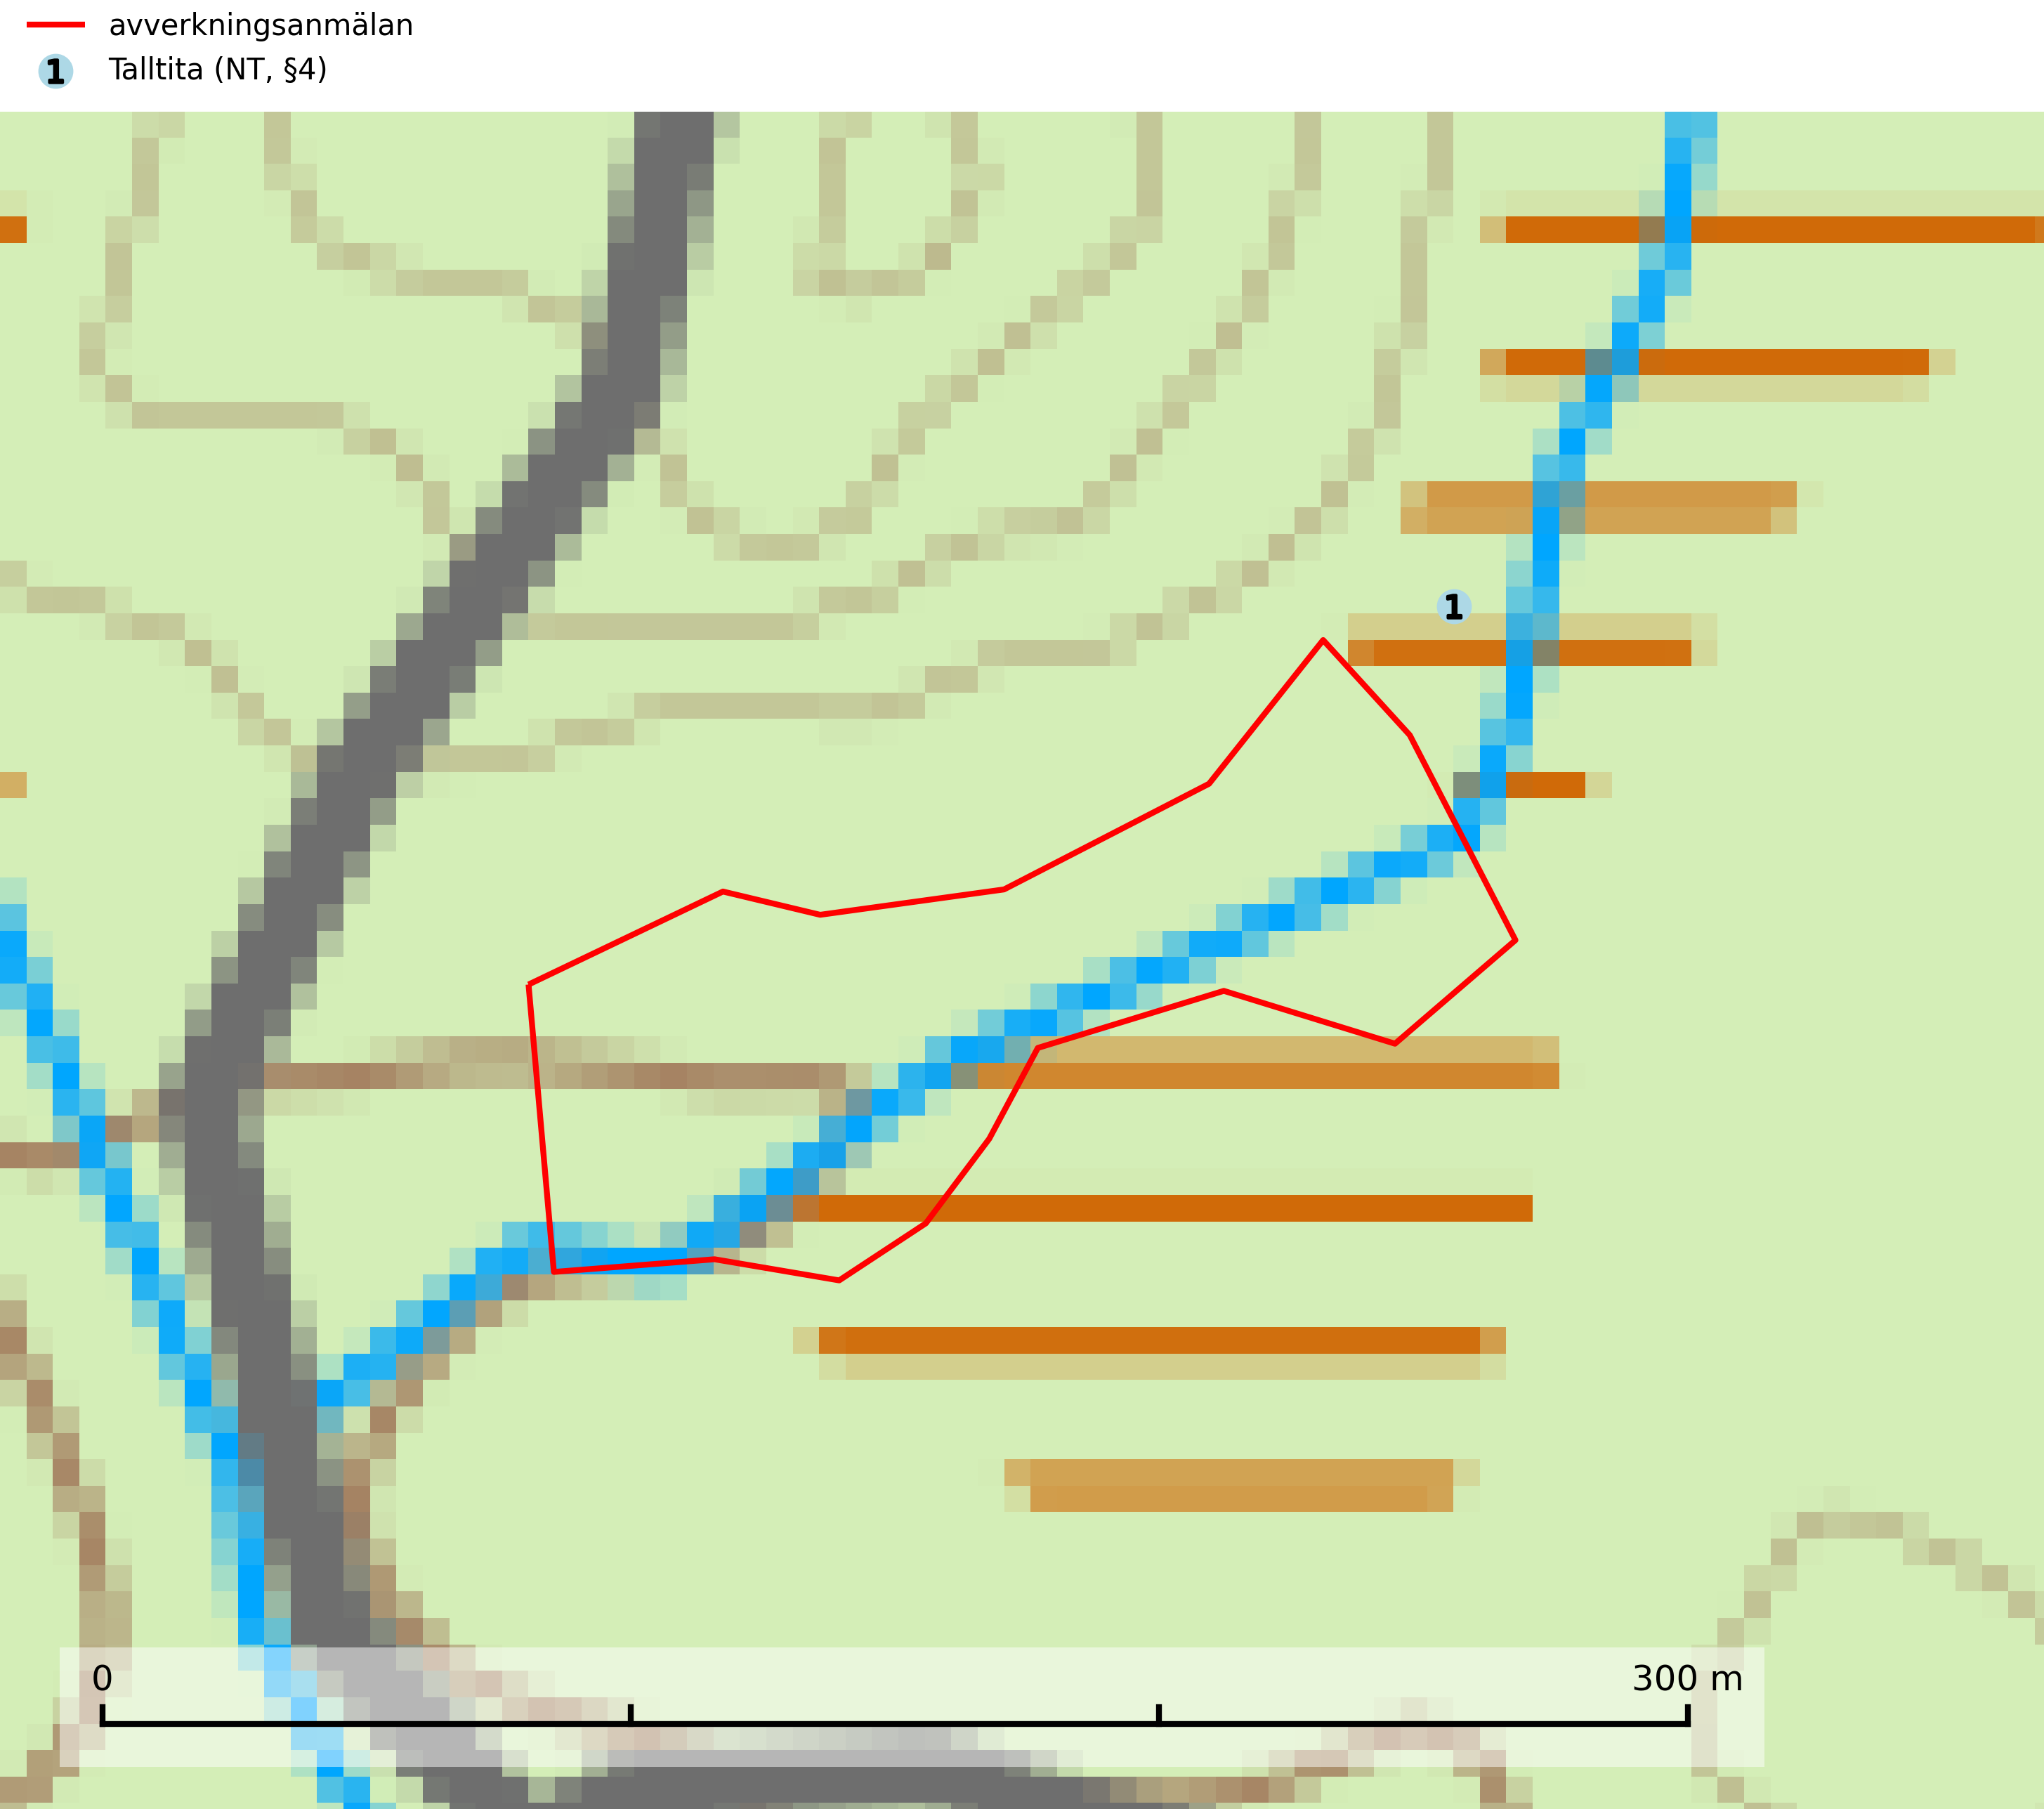 avverkningsanmälan
1 Talltita (NT, §4)
1
0 300 m